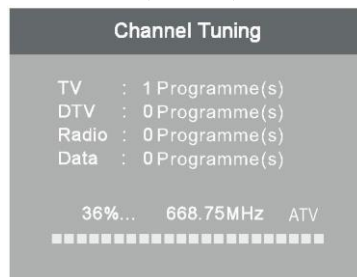 Channel Tuning
TV : 1 Programme(s)
DTV : 0 Programme(s)
Radio : 0 Programme(s)
Data : 0 Programme(s)
36%... 668.75MHz ATV